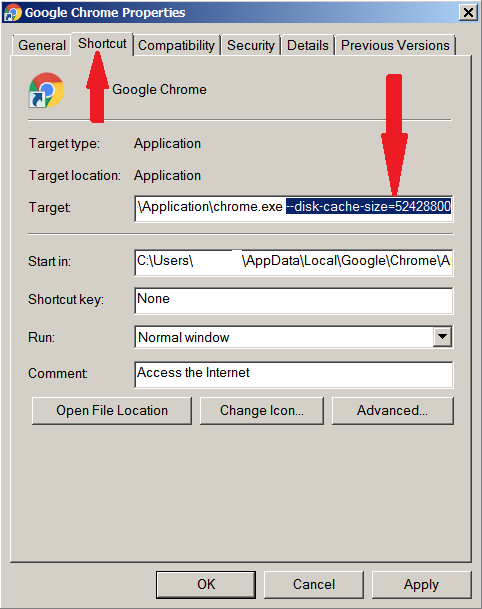 Google Chrome Properties
General Shortcut Compatibility Security Details Previous Versions
Google Chrome
Target type: Application
Target location: Application
Target: \Application\chrome.exe --disk-cache-size=52428800
Start in: C:\Users\ \AppData\Local\Google\Chrome\A
Shortcut key: None
Run: Normal window
Comment: Access the Internet
Open File Location Change Icon... Advanced...
OK Cancel Apply